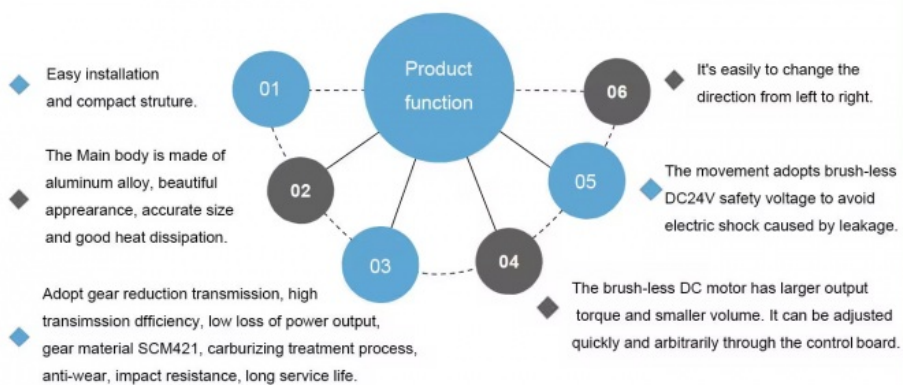 Product
function
01
Easy installation
and compact struture.
02
The Main body is made of
aluminum alloy, beautiful
apprearance, accurate size
and good heat dissipation.
03
Adopt gear reduction transmission, high
transimssion dfficiency, low loss of power output,
gear material SCM421, carburizing treatment process,
anti-wear, impact resistance, long service life.
04
The brush-less DC motor has larger output
torque and smaller volume. It can be adjusted
quickly and arbitrarily through the control board.
05
The movement adopts brush-less
DC24V safety voltage to avoid
electric shock caused by leakage.
06
It's easily to change the
direction from left to right.